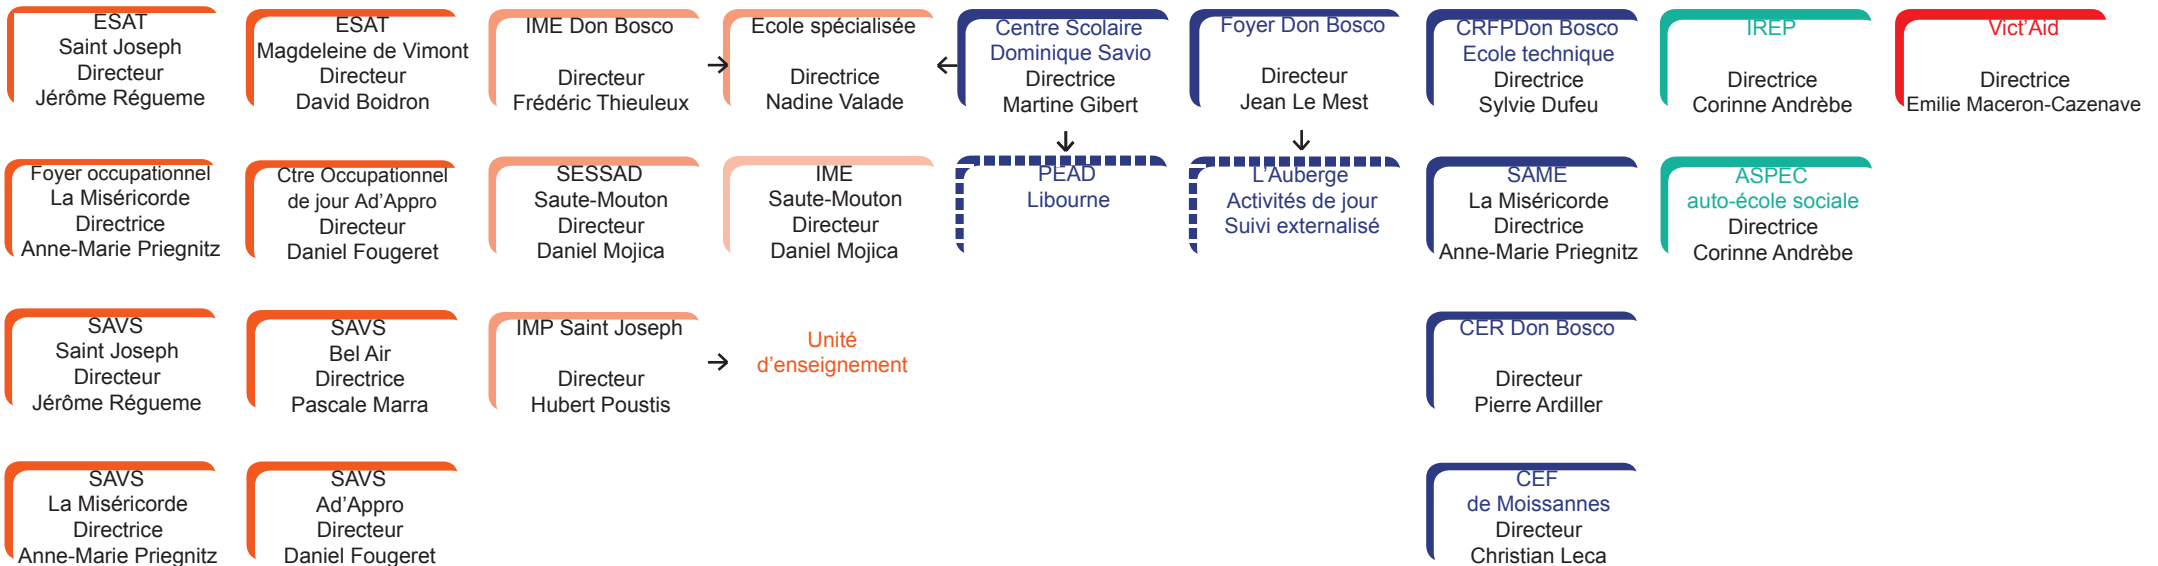 ESAT
Saint Joseph
Directeur
Jérôme Régueme
ESAT
Magdeleine de Vimont
Directeur
David Boidron
IME Don Bosco
Directeur
Frédéric Thieuleux
Ecole spécialisée
Directrice
Nadine Valade
Centre Scolaire
Dominique Savio
Directrice
Martine Gibert
Foyer Don Bosco
Directeur
Jean Le Mest
CRFPDon Bosco
Ecole technique
Directrice
Sylvie Dufeu
IREP
Directrice
Corinne Andrèbe
Vict'Aid
Directrice
Emilie Maceron-Cazenave
Foyer occupationnel
La Miséricorde
Directrice
Anne-Marie Priegnitz
Ctre Occupationnel
de jour Ad'Appro
Directeur
Daniel Fougeret
SESSAD
Saute-Mouton
Directeur
Daniel Mojica
IME
Saute-Mouton
Directeur
Daniel Mojica
PEAD
Libourne
L'Auberge
Activités de jour
Suivi externalisé
SAME
La Miséricorde
Directrice
Anne-Marie Priegnitz
ASPEC
auto-école sociale
Directrice
Corinne Andrèbe
SAVS
Saint Joseph
Directeur
Jérôme Régueme
SAVS
Bel Air
Directrice
Pascale Marra
IMP Saint Joseph
Directeur
Hubert Poustis
Unité
d'enseignement
CER Don Bosco
Directeur
Pierre Ardiller
SAVS
La Miséricorde
Directrice
Anne-Marie Priegnitz
SAVS
Ad'Appro
Directeur
Daniel Fougeret
CEF
de Moissannes
Directeur
Christian Leca